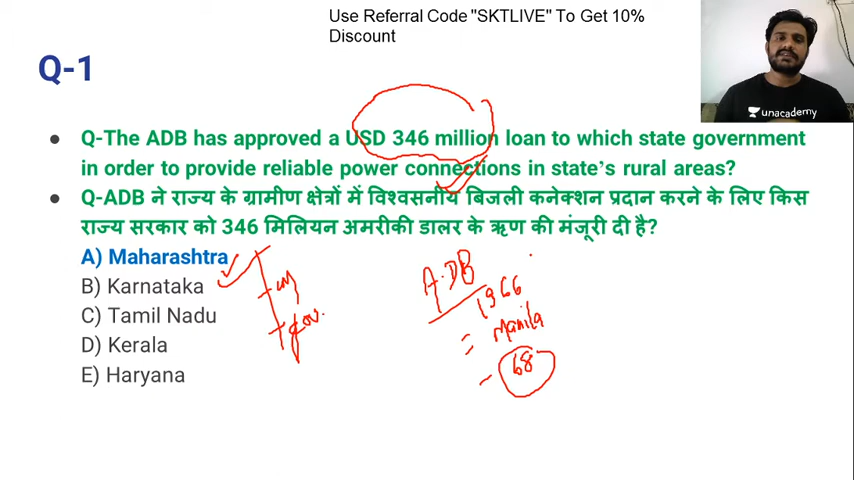 Use Referral Code "SKTLIVE" To Get 10%
Discount
unacademy
Q-1
Q-The ADB has approved a USD 346 million loan to which state government
in order to provide reliable power connections in state's rural areas?
Q-ADB ने राज्य के ग्रामीण क्षेत्रों में विश्वसनीय बिजली कनेक्शन प्रदान करने के लिए किस
राज्य सरकार को 346 मिलियन अमरीकी डालर के ऋण की मंजूरी दी है?
A) Maharashtra
B) Karnataka
C) Tamil Nadu
D) Kerala
E) Haryana
gov.
A.DB
1966
= Manila
- 68